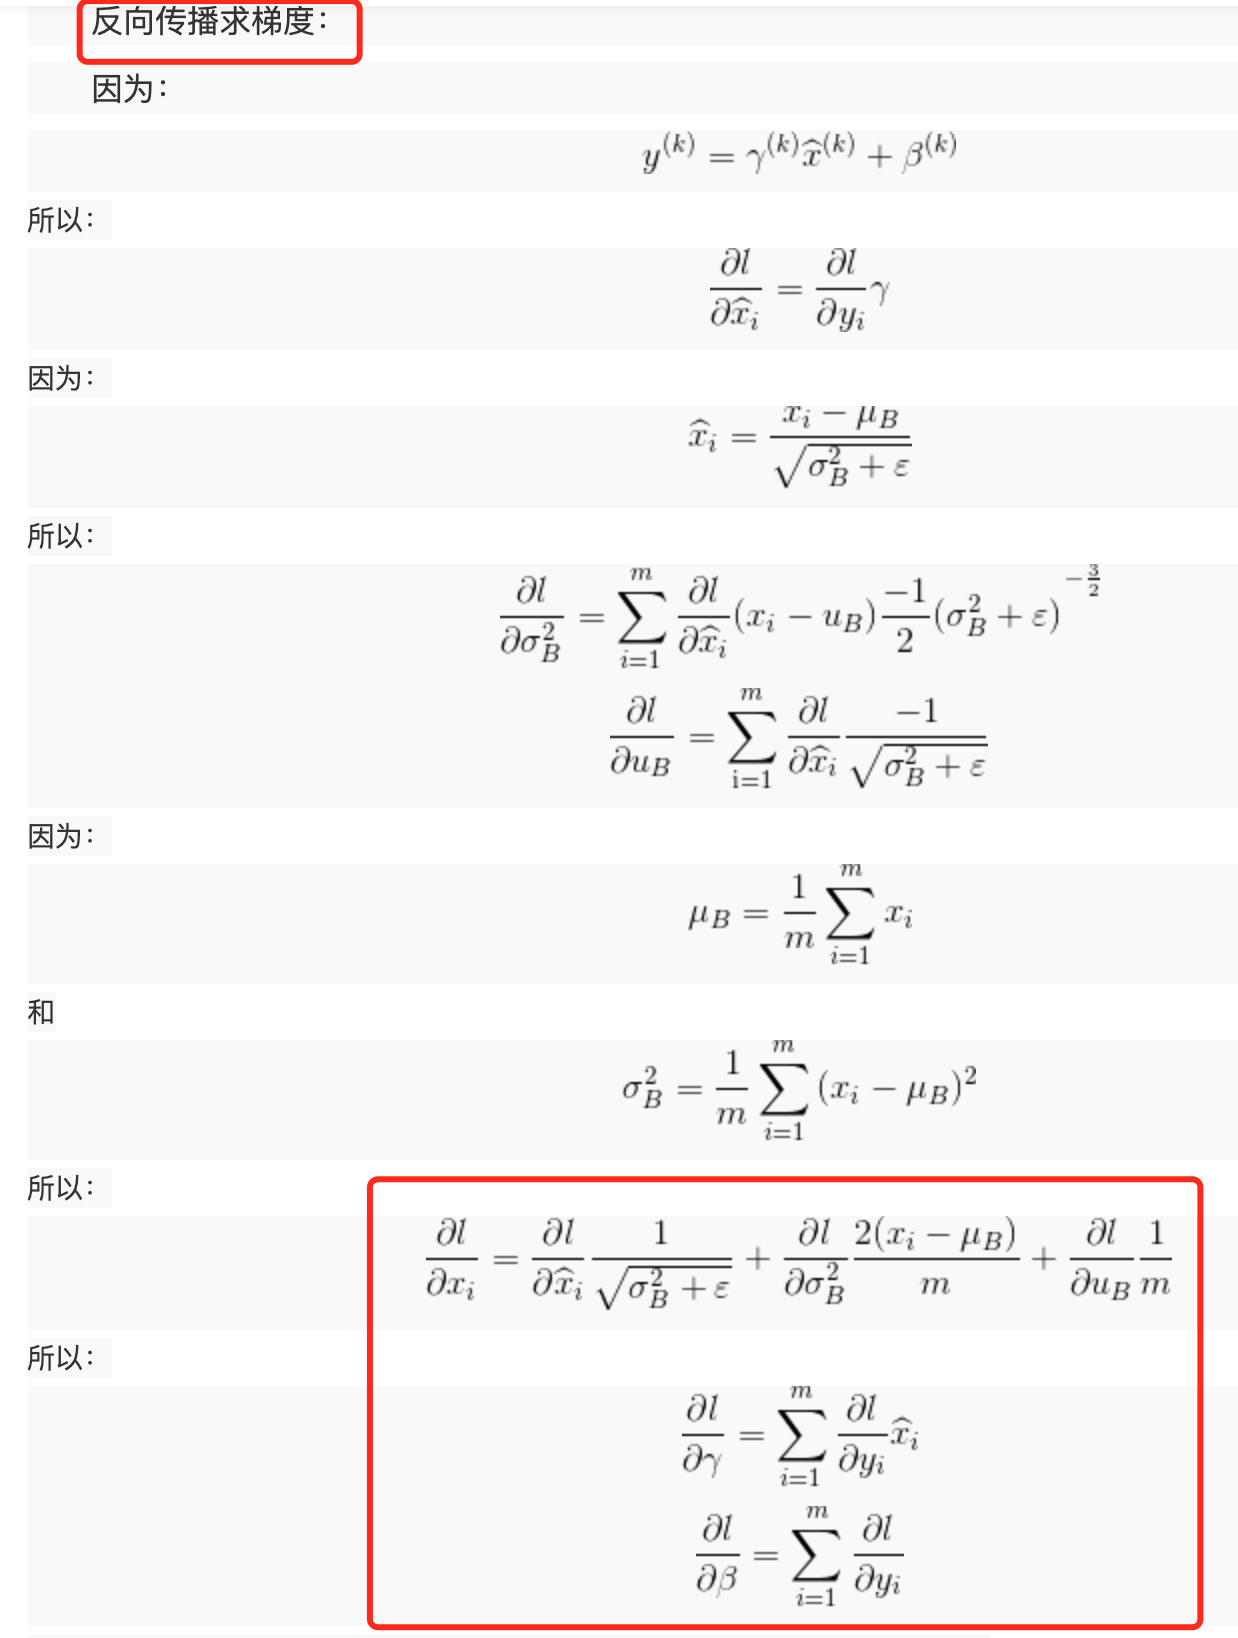 反向传播求梯度：
因为：
$y^{(k)} = \gamma^{(k)}\widehat{x}^{(k)} + \beta^{(k)}$
所以：
$\frac{\partial l}{\partial \widehat{x}_i} = \frac{\partial l}{\partial y_i}\gamma$
因为：
$\widehat{x}_i = \frac{x_i - \mu_B}{\sqrt{\sigma_B^2 + \varepsilon}}$
所以：
$\frac{\partial l}{\partial \sigma_B^2} = \sum_{i=1}^{m} \frac{\partial l}{\partial \widehat{x}_i}(x_i - u_B)\frac{-1}{2}(\sigma_B^2 + \varepsilon)^{-\frac{3}{2}}$
$\frac{\partial l}{\partial u_B} = \sum_{i=1}^{m} \frac{\partial l}{\partial \widehat{x}_i}\frac{-1}{\sqrt{\sigma_B^2 + \varepsilon}}$
因为：
$\mu_B = \frac{1}{m}\sum_{i=1}^{m} x_i$
和
$\sigma_B^2 = \frac{1}{m}\sum_{i=1}^{m} (x_i - \mu_B)^2$
所以：
$\frac{\partial l}{\partial x_i} = \frac{\partial l}{\partial \widehat{x}_i}\frac{1}{\sqrt{\sigma_B^2 + \varepsilon}} + \frac{\partial l}{\partial \sigma_B^2}\frac{2(x_i - \mu_B)}{m} + \frac{\partial l}{\partial u_B}\frac{1}{m}$
所以：
$\frac{\partial l}{\partial \gamma} = \sum_{i=1}^{m} \frac{\partial l}{\partial y_i}\widehat{x}_i$
$\frac{\partial l}{\partial \beta} = \sum_{i=1}^{m} \frac{\partial l}{\partial y_i}$